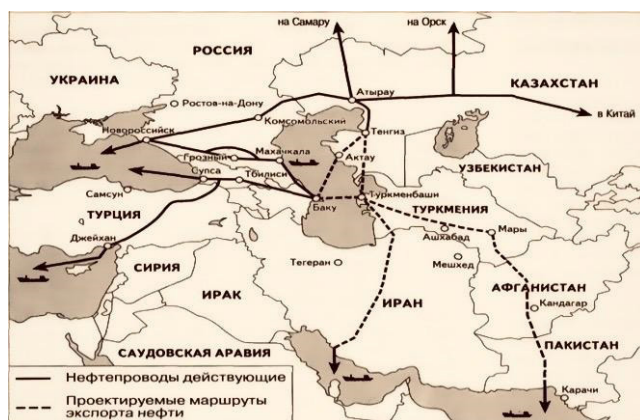 на Самару
на Орск
РОССИЯ
УКРАИНА
КАЗАХСТАН
Атырау
Ростов-на-Дону
Комсомольский
в Китай
Новороссийск
Тенгиз
Грозный
Махачкала
Актау
УЗБЕКИСТАН
Супса
Тбилиси
Самсун
Баку
Туркменбаши
ТУРЦИЯ
ТУРКМЕНИЯ
Джейхан
Ашхабад
Мары
Тегеран
Мешхед
СИРИЯ
АФГАНИСТАН
ИРАК
ИРАН
Кандагар
САУДОВСКАЯ АРАВИЯ
ПАКИСТАН
Нефтепроводы действующие
Карачи
Проектируемые маршруты
экспорта нефти